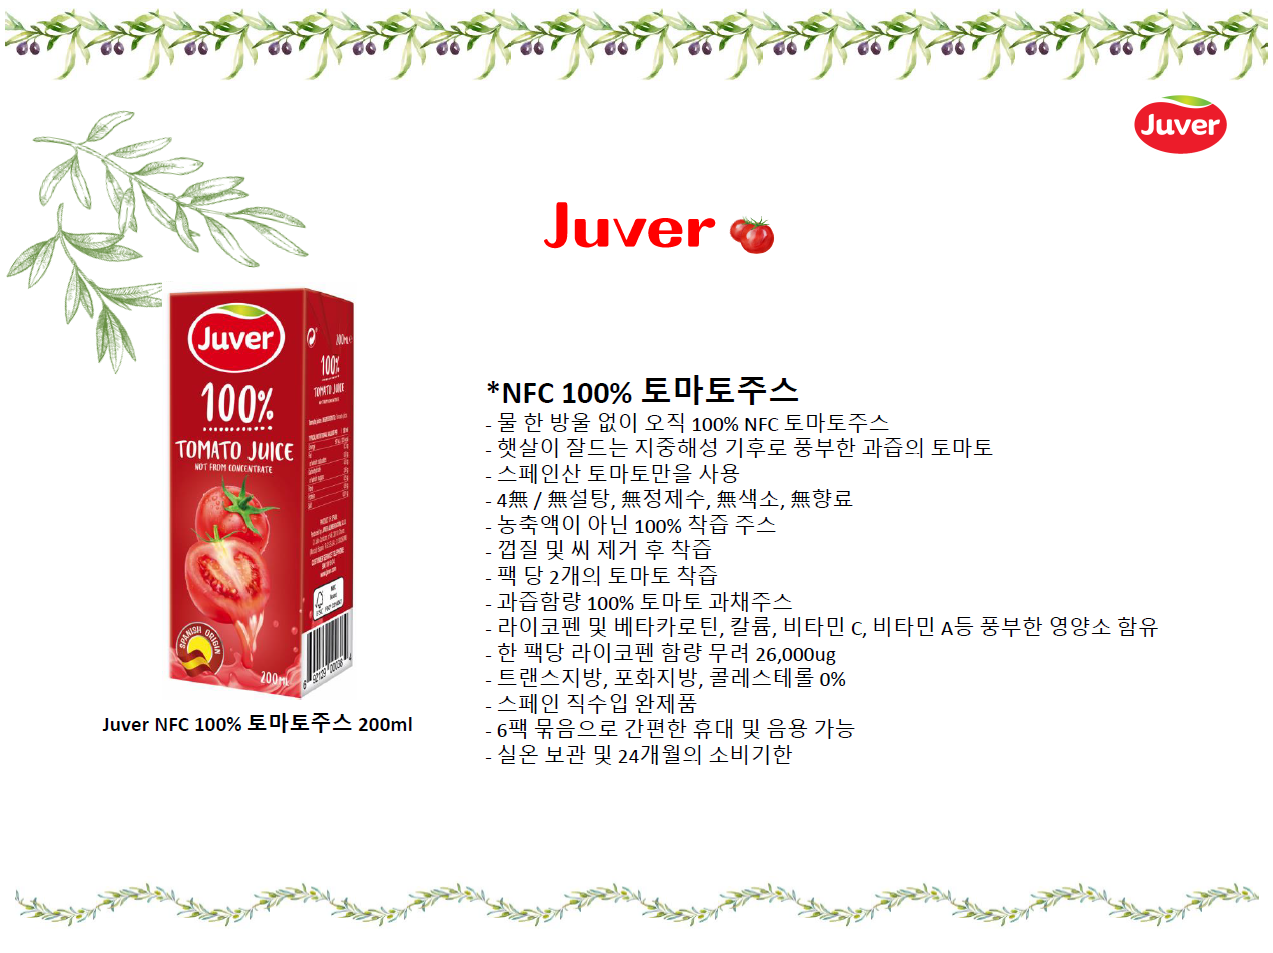 Juver
Juver
Juver
100%
TOMATO JUICE
NOT FROM CONCENTRATE
SPANISH ORIGIN
200ML
100%
TOMATO JUICE
Juver NFC 100% 토마토주스 200ml
*NFC 100% 토마토주스
- 물 한 방울 없이 오직 100% NFC 토마토주스
- 햇살이 잘드는 지중해성 기후로 풍부한 과즙의 토마토
- 스페인산 토마토만을 사용
- 4無 / 無설탕, 無정제수, 無색소, 無향료
- 농축액이 아닌 100% 착즙 주스
- 껍질 및 씨 제거 후 착즙
- 팩 당 2개의 토마토 착즙
- 과즙함량 100% 토마토 과채주스
- 라이코펜 및 베타카로틴, 칼륨, 비타민 C, 비타민 A등 풍부한 영양소 함유
- 한 팩당 라이코펜 함량 무려 26,000ug
- 트랜스지방, 포화지방, 콜레스테롤 0%
- 스페인 직수입 완제품
- 6팩 묶음으로 간편한 휴대 및 음용 가능
- 실온 보관 및 24개월의 소비기한